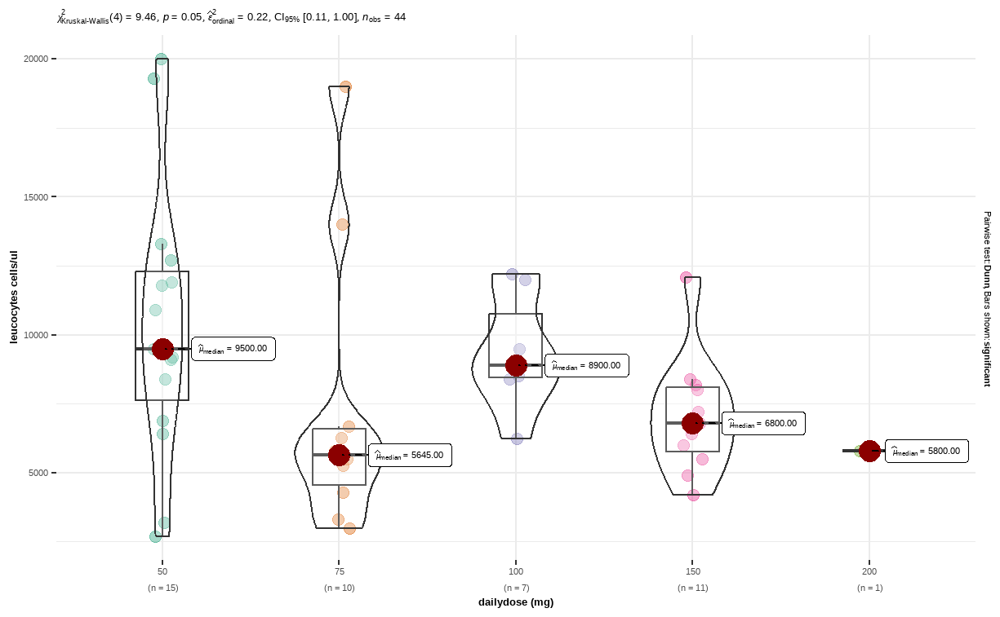 χ̂²Kruskal-Wallis(4) = 9.46, p = 0.05, ε̂²ordinal = 0.22, CI95% [0.11, 1.00], nobs = 44
20000
15000
10000
5000
leucocytes cells/ul
μ̂median = 9500.00
μ̂median = 5645.00
μ̂median = 8900.00
μ̂median = 6800.00
μ̂median = 5800.00
Pairwise test:Dunn, Bars shown:significant
50 75 100 150 200
(n = 15) (n = 10) (n = 7) (n = 11) (n = 1)
dailydose (mg)